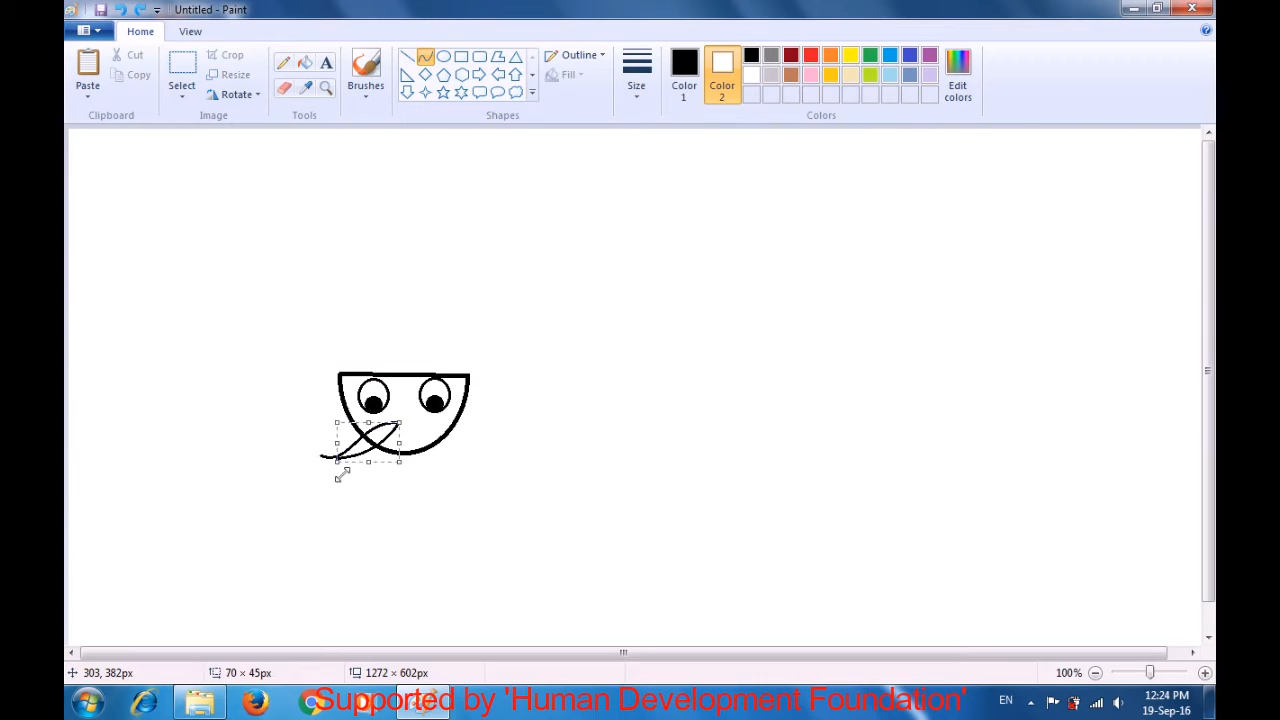 Untitled - Paint
Home
View
Paste
Cut
Copy
Clipboard
Select
Crop
Resize
Rotate
Image
A
Tools
Brushes
Shapes
Outline
Fill
Size
Color 1
Color 2
Colors
Edit colors
303, 382px
70 × 45px
1272 × 602px
100%
EN
12:24 PM
19-Sep-16
Supported by 'Human Development Foundation'